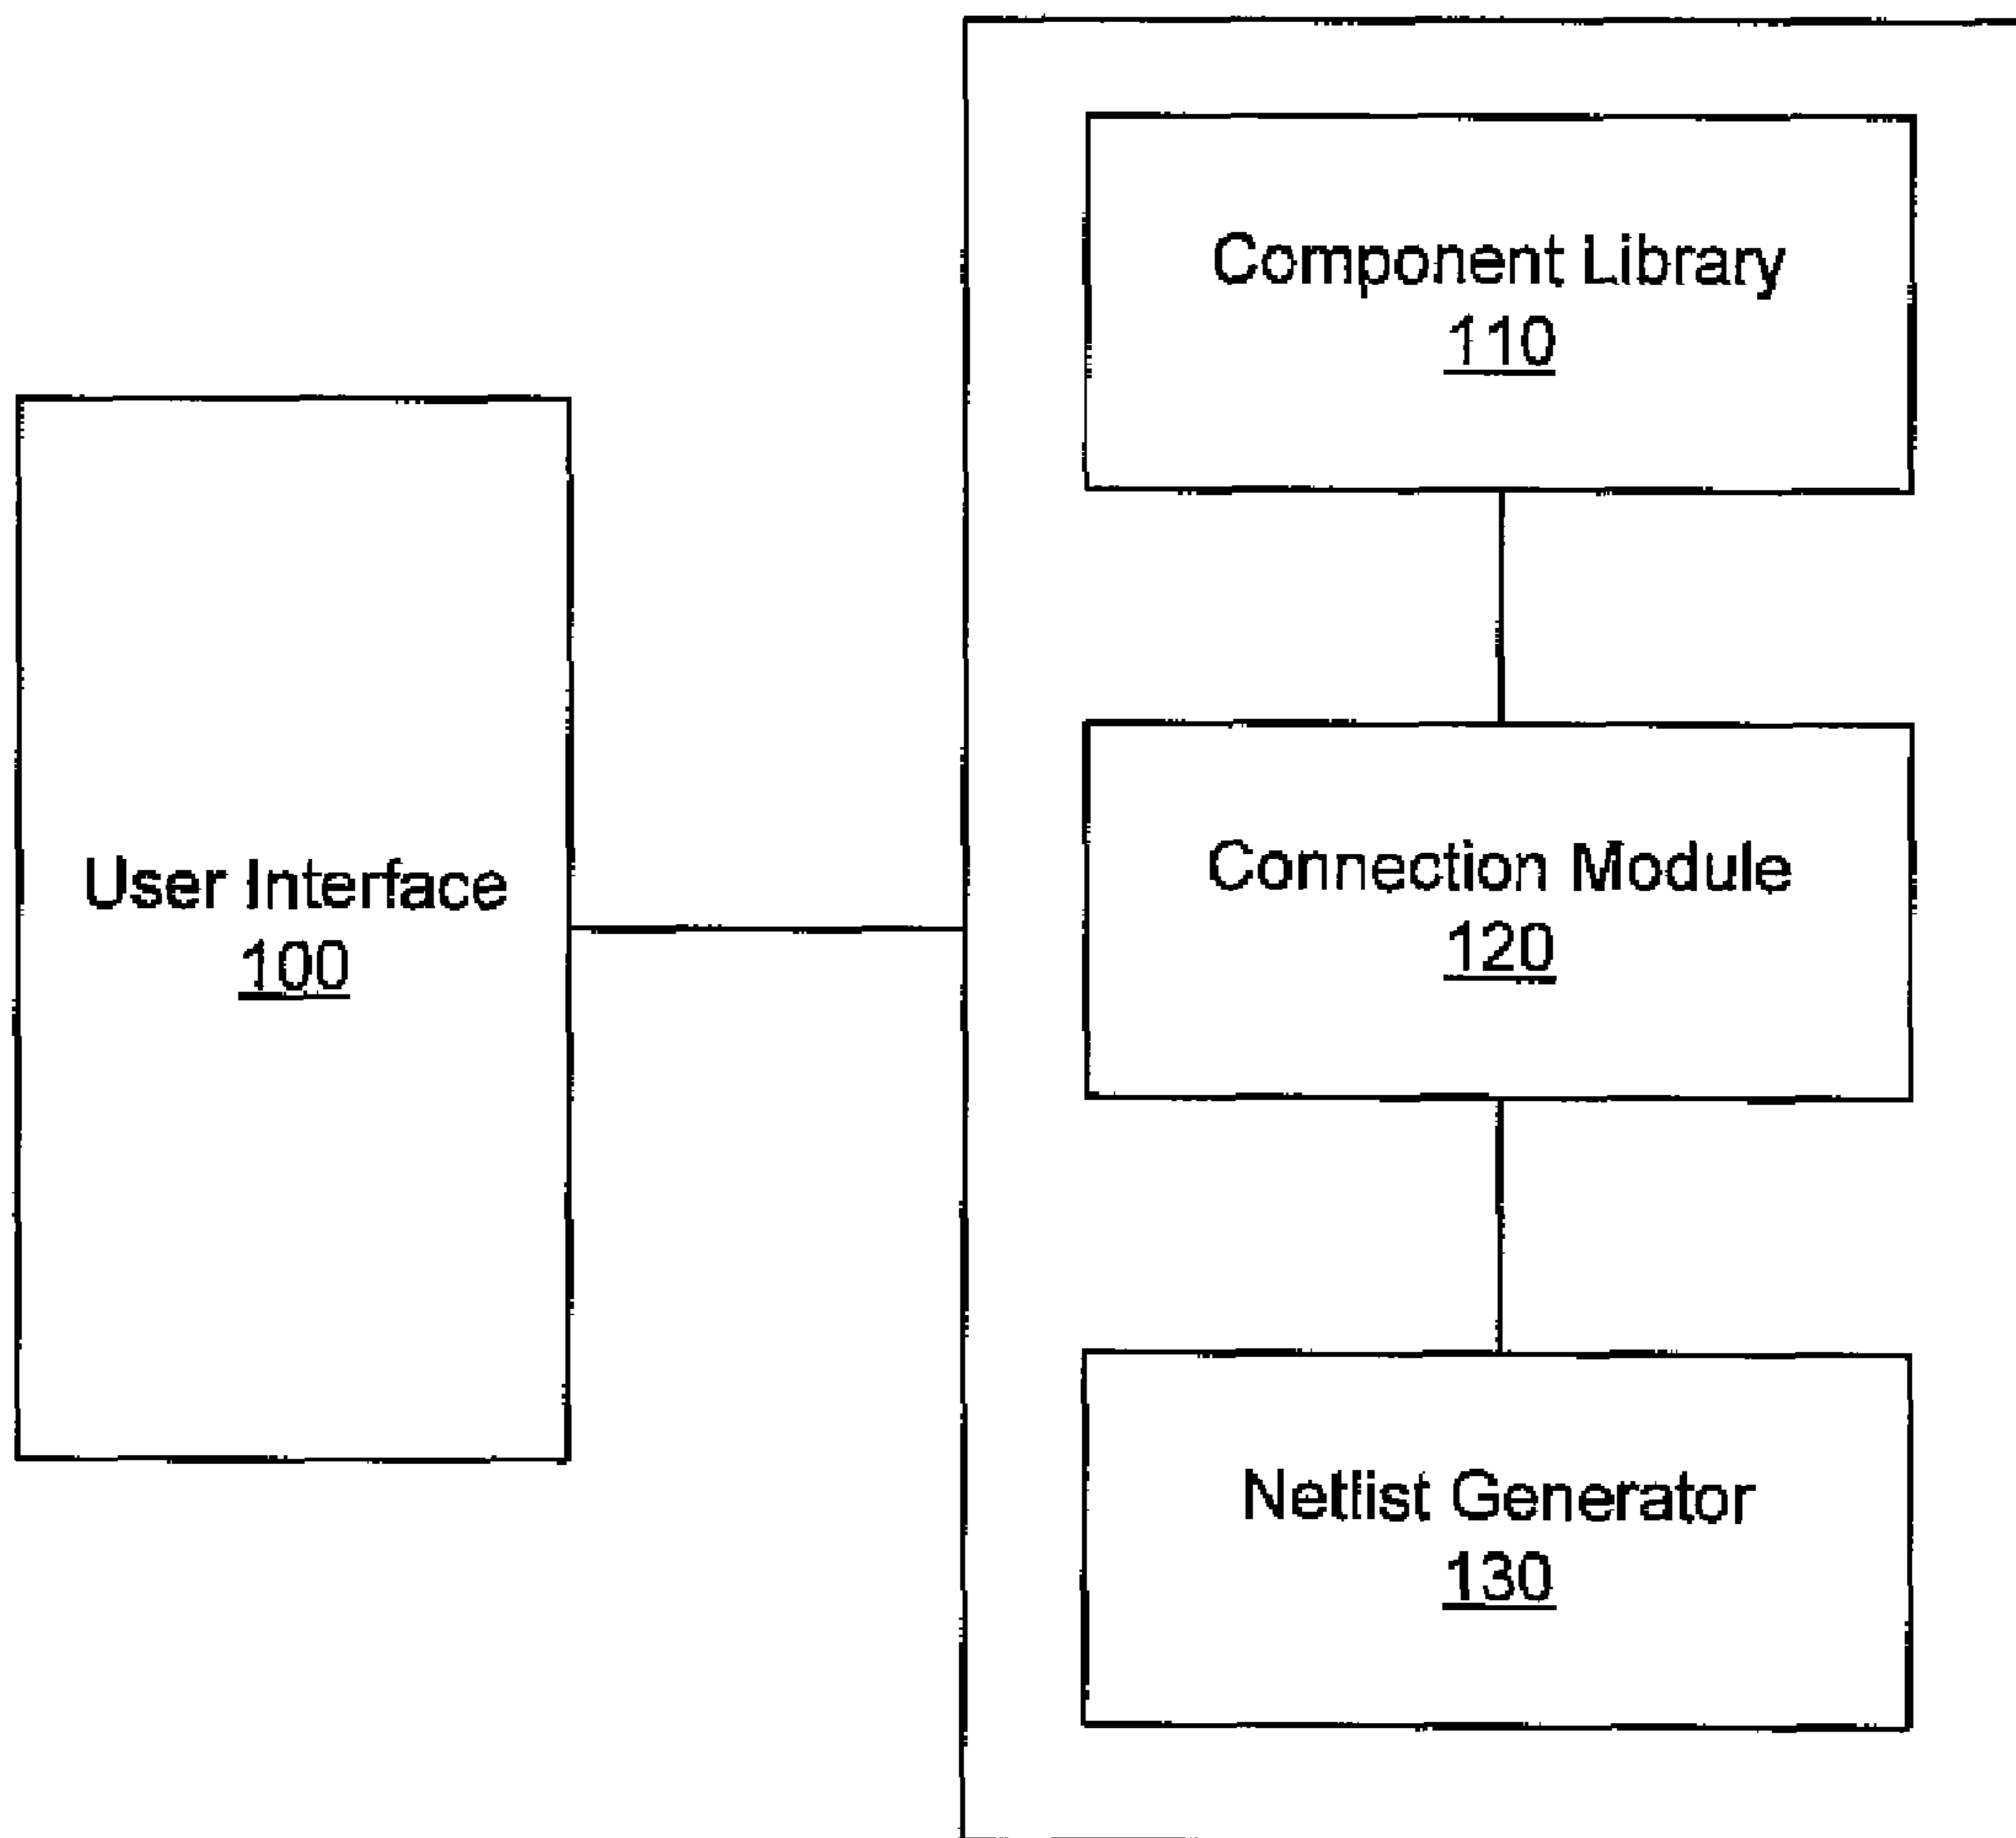 Component Library
110
User Interface
100
Connection Module
120
Netlist Generator
130